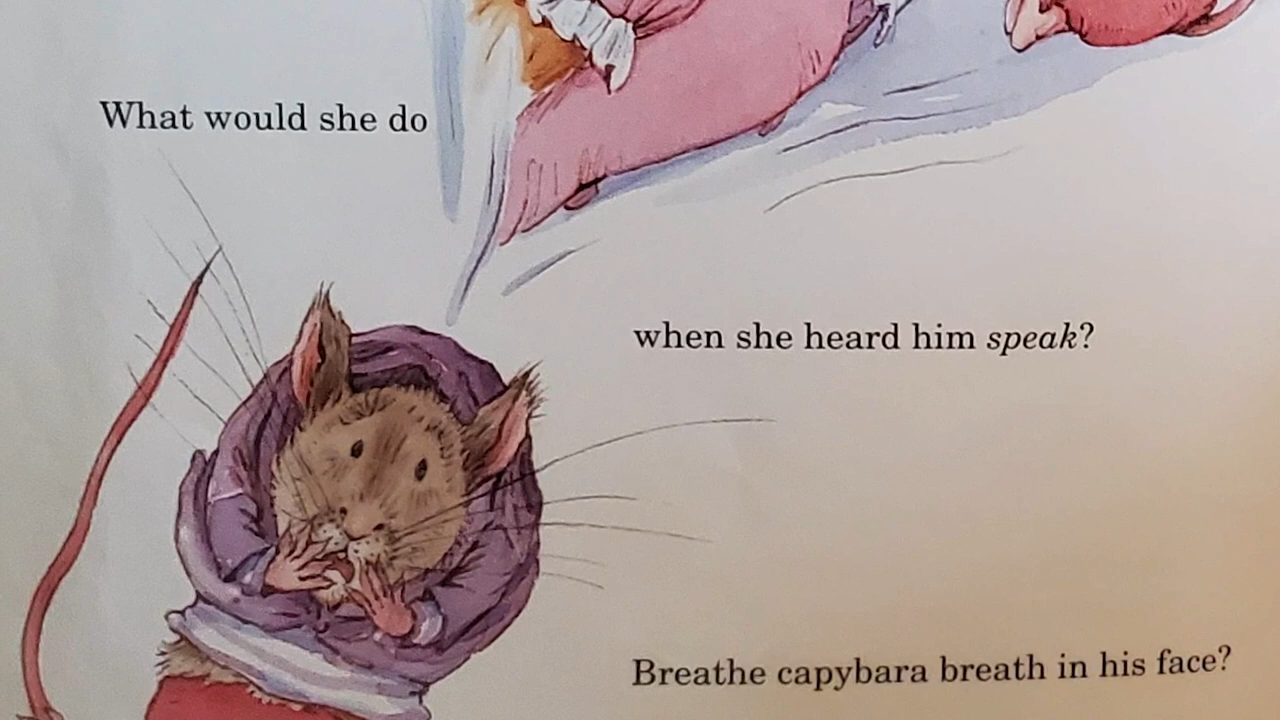 What would she do
when she heard him speak?
Breathe capybara breath in his face?